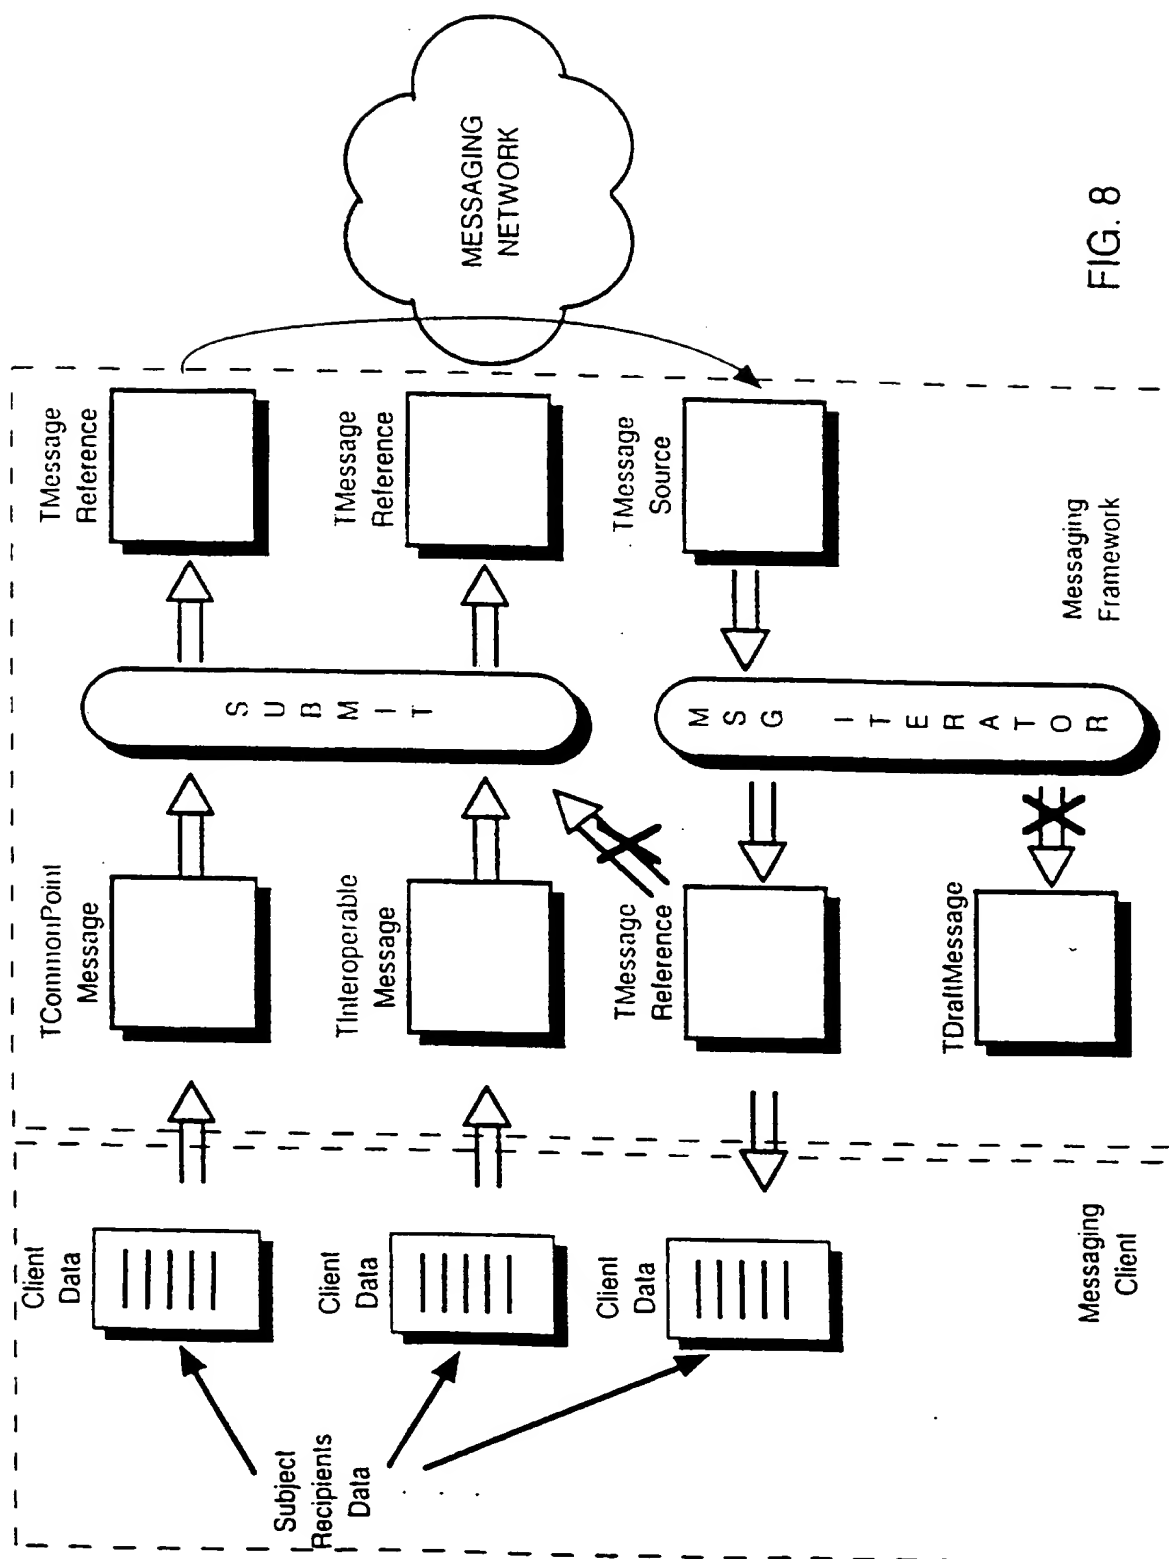 Subject
Recipients
Data
Client
Data
Client
Data
Client
Data
Messaging
Client
TCommonPoint
Message
TInteroperable
Message
TMessage
Reference
TDraftMessage
SUBMIT
MSG ITERATOR
TMessage
Reference
TMessage
Reference
TMessage
Source
Messaging
Framework
MESSAGING
NETWORK
FIG. 8